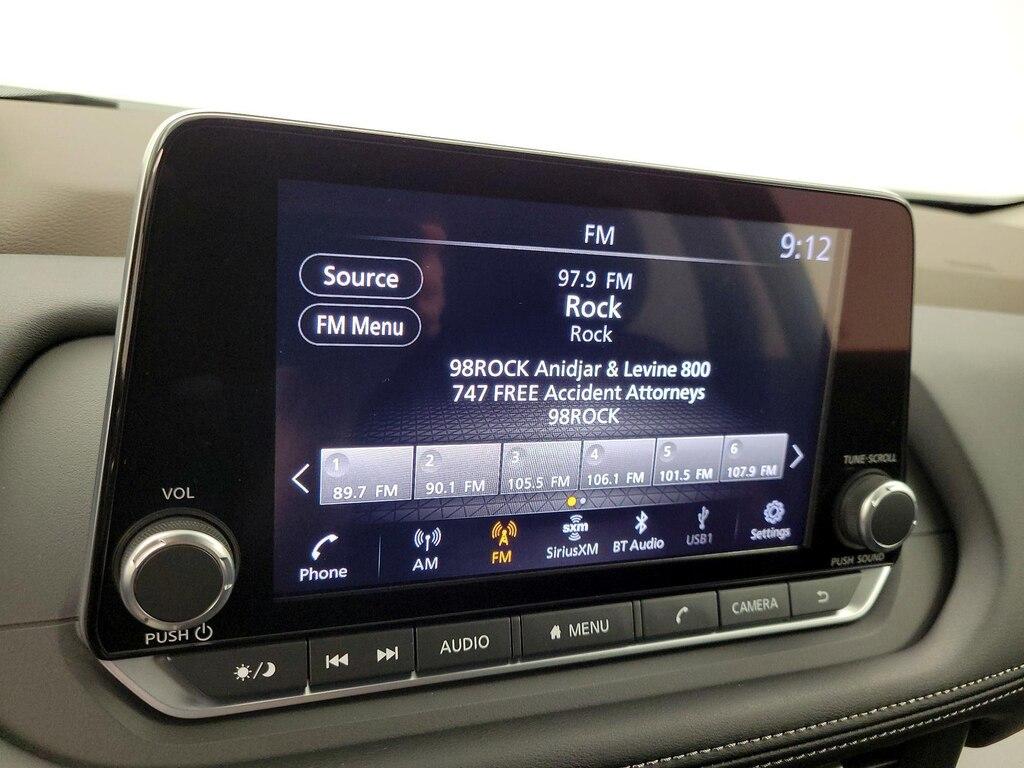 FM
9:12
Source
97.9 FM
Rock
FM Menu
Rock
98ROCK Anidjar & Levine 800
747 FREE Accident Attorneys
98ROCK
1
89.7 FM
2
90.1 FM
3
105.5 FM
4
106.1 FM
5
101.5 FM
6
107.9 FM
Phone
AM
FM
sxm
SiriusXM
BT Audio
USB1
Settings
VOL
PUSH
TUNE·SCROLL
PUSH SOUND
AUDIO
MENU
CAMERA